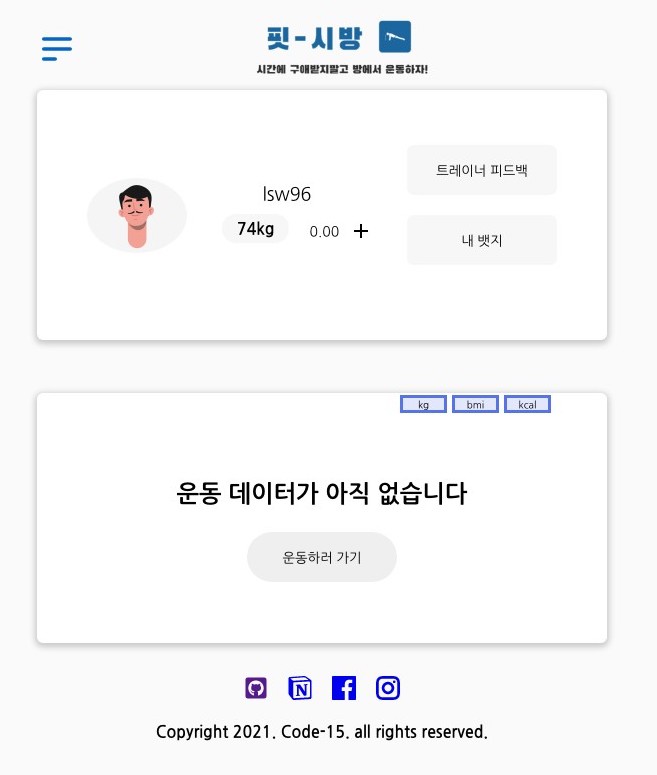 핏-시방
시간에 구애받지말고 방에서 운동하자!
트레이너 피드백
lsw96
74kg 0.00 +
내 뱃지
kg bmi kcal
운동 데이터가 아직 없습니다
운동하러 가기
Copyright 2021. Code-15. all rights reserved.